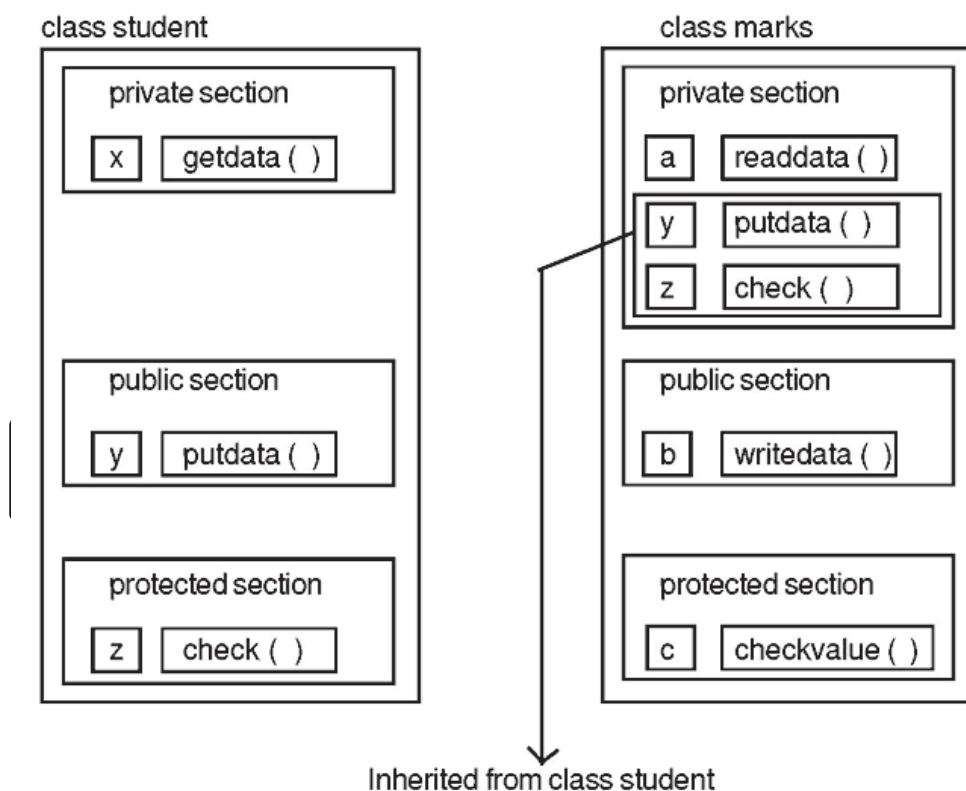 class student
private section
x getdata ( )
public section
y putdata ( )
protected section
z check ( )
class marks
private section
a readdata ( )
y putdata ( )
z check ( )
public section
b writedata ( )
protected section
c checkvalue ( )
Inherited from class student